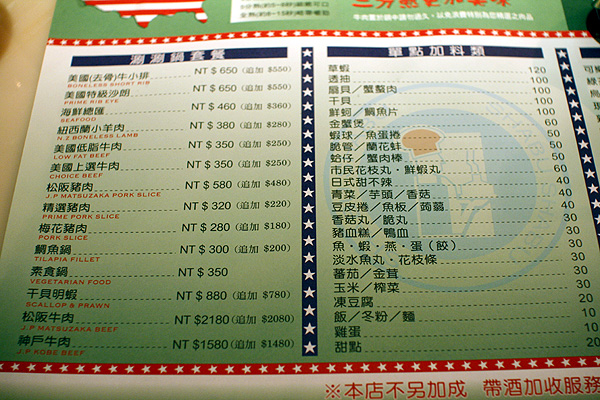 三分熟更加美味
涮涮鍋套餐
美國(去骨)牛小排 NT $650 (追加 $550)
BONELESS SHORT RIB
美國特級沙朗 NT $650 (追加 $550)
PRIME RIB EYE
海鮮總匯 NT $460 (追加 $360)
SEAFOOD
紐西蘭小羊肉 NT $380 (追加 $280)
N.Z BONELESS LAMB
美國低脂牛肉 NT $350 (追加 $250)
LOW FAT BEEF
美國上選牛肉 NT $350 (追加 $250)
CHOICE BEEF
松阪豬肉 NT $580 (追加 $480)
J.P MATSUZAKA PORK SLICE
精選豬肉 NT $320 (追加 $220)
PRIME PORK SLICE
梅花豬肉 NT $280 (追加 $180)
PORK SLICE
鯛魚鍋 NT $300 (追加 $200)
TILAPIA FILLET
素食鍋 NT $350
VEGETARIAN FOOD
干貝明蝦 NT $880 (追加 $780)
SCALLOP & PRAWN
松阪牛肉 NT $2180 (追加 $2080)
J.P MATSUZAKA BEEF
神戶牛肉 NT $1580 (追加 $1480)
J.P KOBE BEEF
單點加料類
草蝦 120
透抽 100
扇貝／蟹螯肉 100
干貝 100
鮮蚵／鯛魚片 100
金蟹煲 60
蝦球／魚蛋捲 50
脆管／蘭花蚌 50
蛤仔／蟹肉棒 50
市民花枝丸．鮮蝦丸 60
日式甜不辣 40
青菜／芋頭／香菇 40
豆皮捲／魚板／蒟蒻 40
香菇丸／脆丸 30
豬血糕／鴨血 30
魚．蝦．燕．蛋（餃） 30
淡水魚丸．花枝條 30
蕃茄／金茸 30
玉米／榨菜 30
凍豆腐 20
飯／冬粉／麵 10
雞蛋 10
甜點 20
※本店不另加成 帶酒加收服務